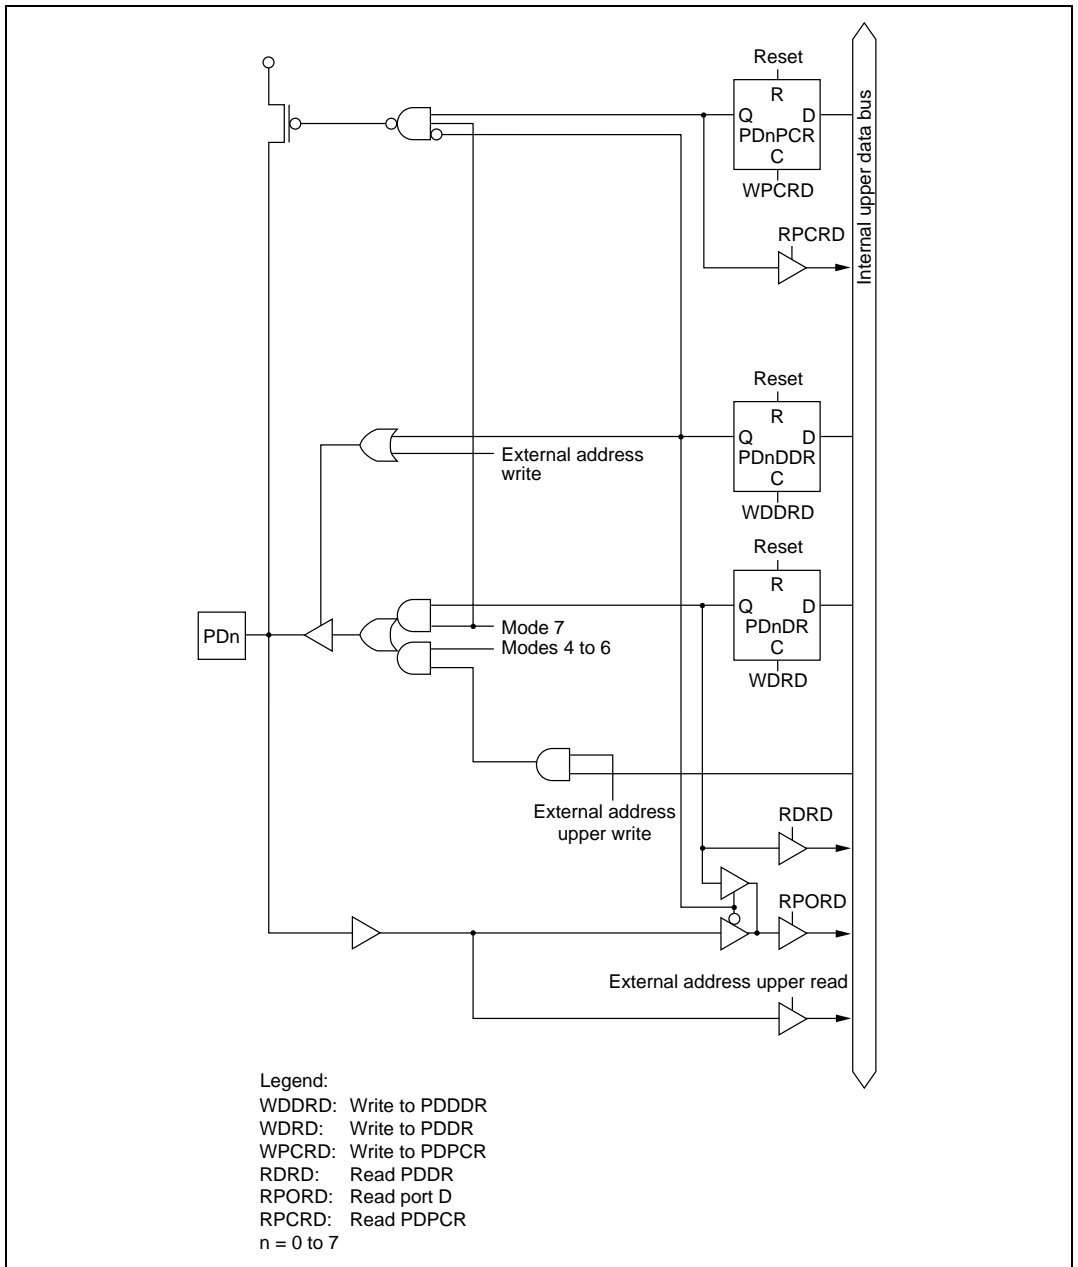 Reset
R
Q D
PDnPCR
C
WPCRD
RPCRD
Internal upper data bus
Reset
R
Q D
PDnDDR
C
WDDRD
External address
write
Reset
R
Q D
PDnDR
C
WDRD
PDn
Mode 7
Modes 4 to 6
External address
upper write
RDRD
RPORD
External address upper read
Legend:
WDDRD: Write to PDDDR
WDRD: Write to PDDR
WPCRD: Write to PDPCR
RDRD: Read PDDR
RPORD: Read port D
RPCRD: Read PDPCR
n = 0 to 7